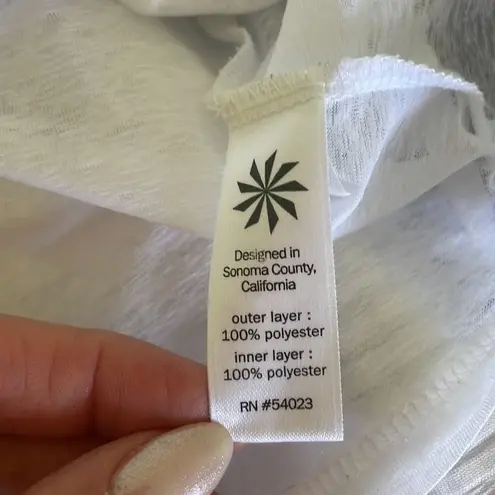 Designed in
Sonoma County,
California
outer layer :
100% polyester
inner layer :
100% polyester
RN #54023